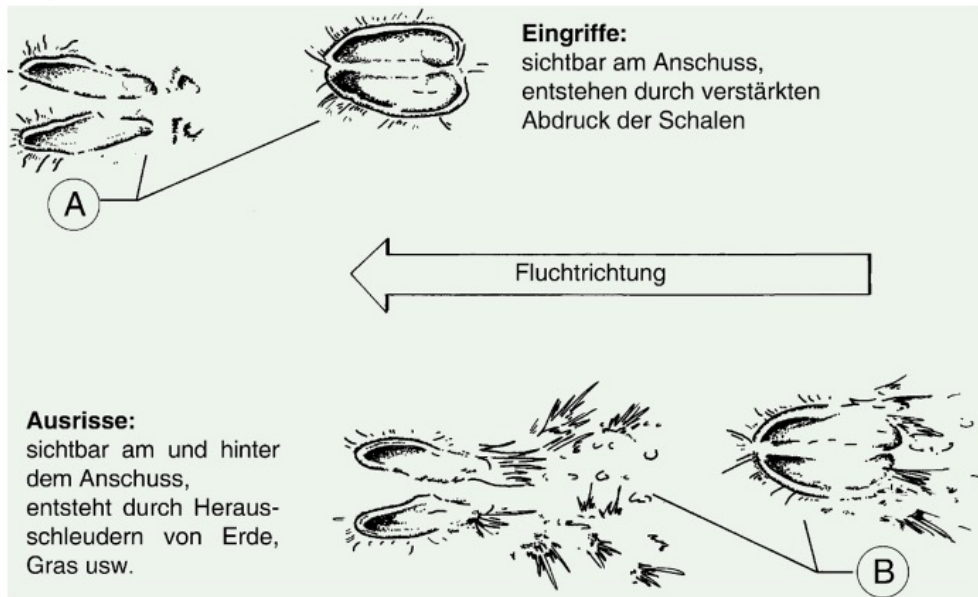 Eingriffe:
sichtbar am Anschuss,
entstehen durch verstärkten
Abdruck der Schalen
A
Fluchtrichtung
Ausrisse:
sichtbar am und hinter
dem Anschuss,
entsteht durch Heraus-
schleudern von Erde,
Gras usw.
B